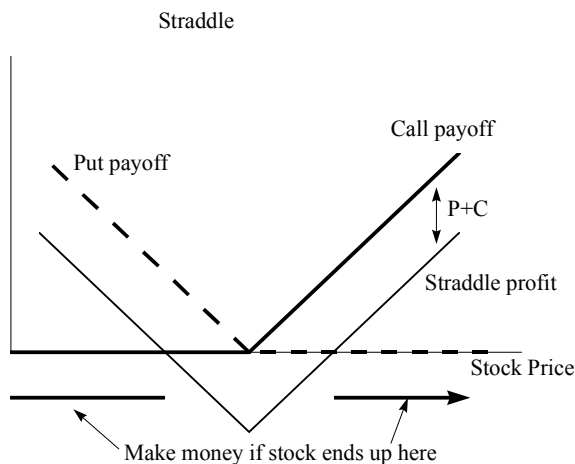 Straddle
Call payoff
Put payoff
P+C
Straddle profit
Stock Price
Make money if stock ends up here